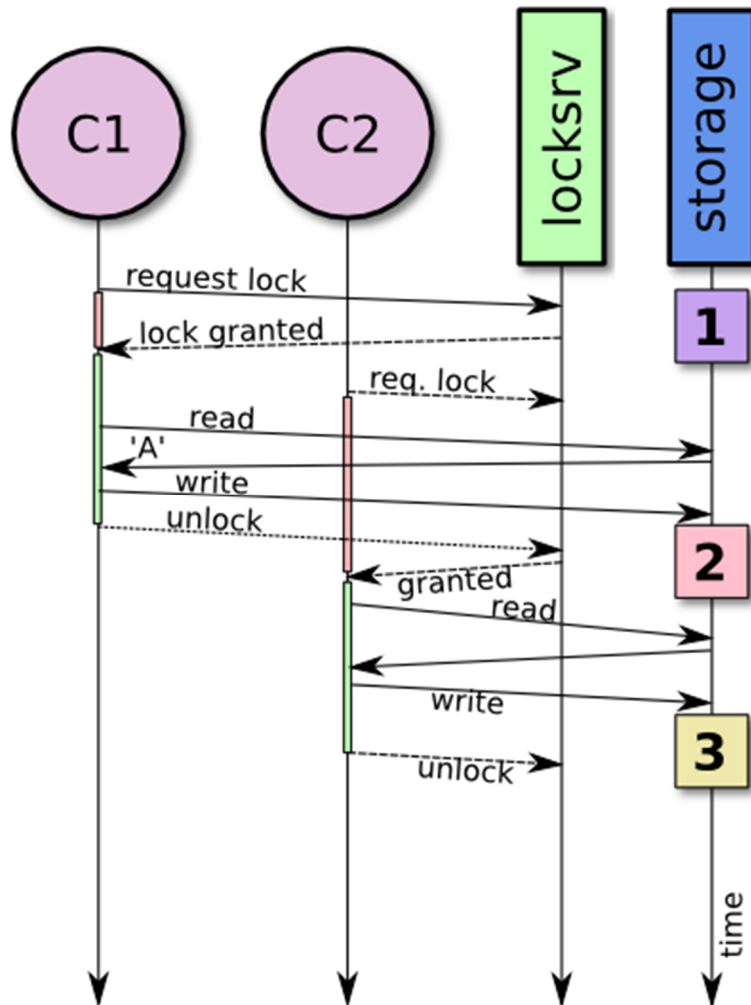 C1
C2
locksrv
storage
request lock
1
lock granted
req. lock
read
'A'
write
unlock
2
granted
read
write
3
unlock
time